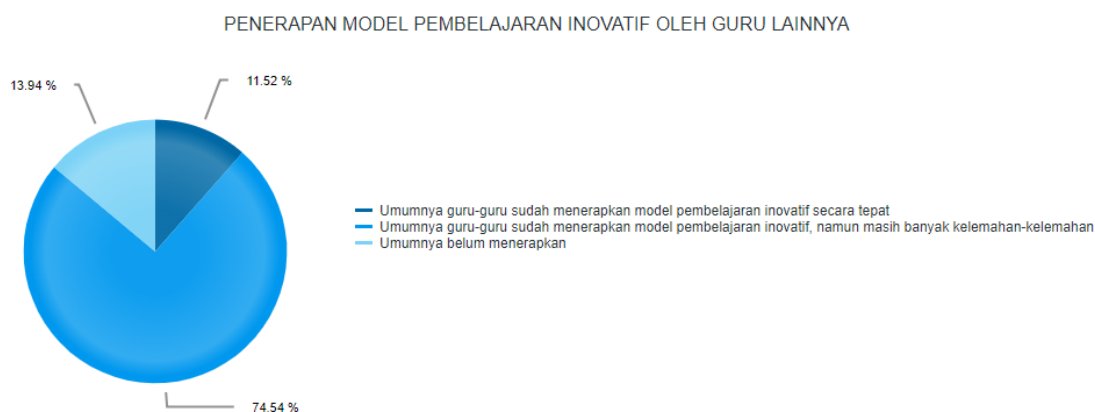 PENERAPAN MODEL PEMBELAJARAN INOVATIF OLEH GURU LAINNYA
13.94 %
11.52 %
Umumnya guru-guru sudah menerapkan model pembelajaran inovatif secara tepat
Umumnya guru-guru sudah menerapkan model pembelajaran inovatif, namun masih banyak kelemahan-kelemahan
Umumnya belum menerapkan
74.54 %